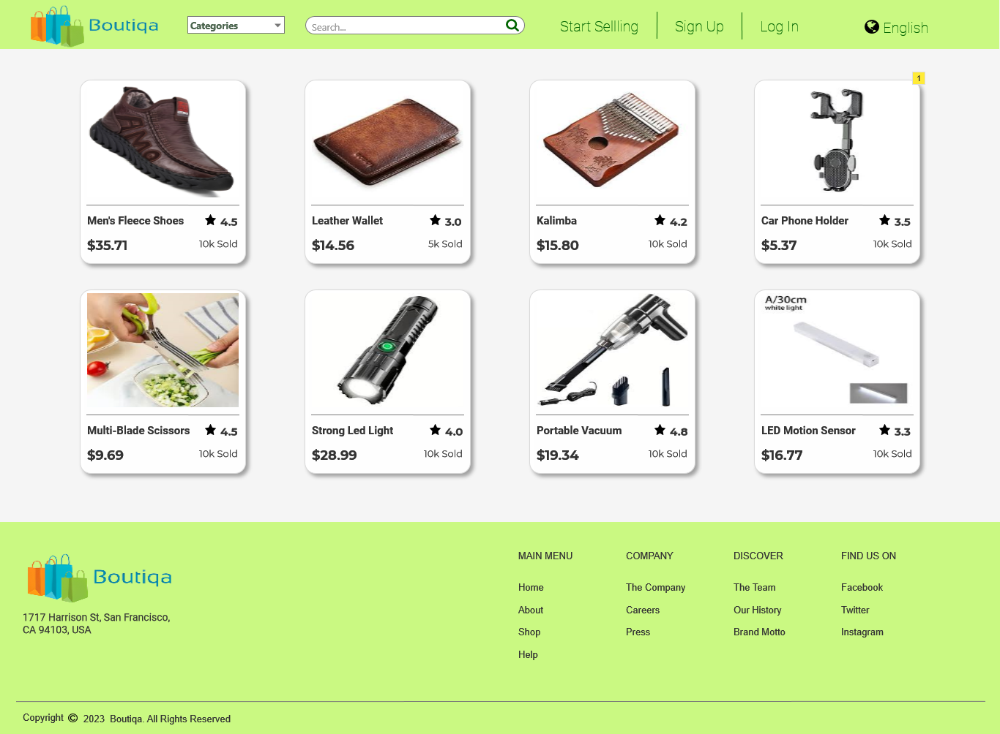 Boutiqa
Categories
Search...
Start Sellling
Sign Up
Log In
English
1
Men's Fleece Shoes 4.5
$35.71 10k Sold
Leather Wallet 3.0
$14.56 5k Sold
Kalimba 4.2
$15.80 10k Sold
Car Phone Holder 3.5
$5.37 10k Sold
A/30cm
white light
Multi-Blade Scissors 4.5
$9.69 10k Sold
Strong Led Light 4.0
$28.99 10k Sold
Portable Vacuum 4.8
$19.34 10k Sold
LED Motion Sensor 3.3
$16.77 10k Sold
Boutiqa
1717 Harrison St, San Francisco,
CA 94103, USA
MAIN MENU
Home
About
Shop
Help
COMPANY
The Company
Careers
Press
DISCOVER
The Team
Our History
Brand Motto
FIND US ON
Facebook
Twitter
Instagram
Copyright © 2023 Boutiqa. All Rights Reserved